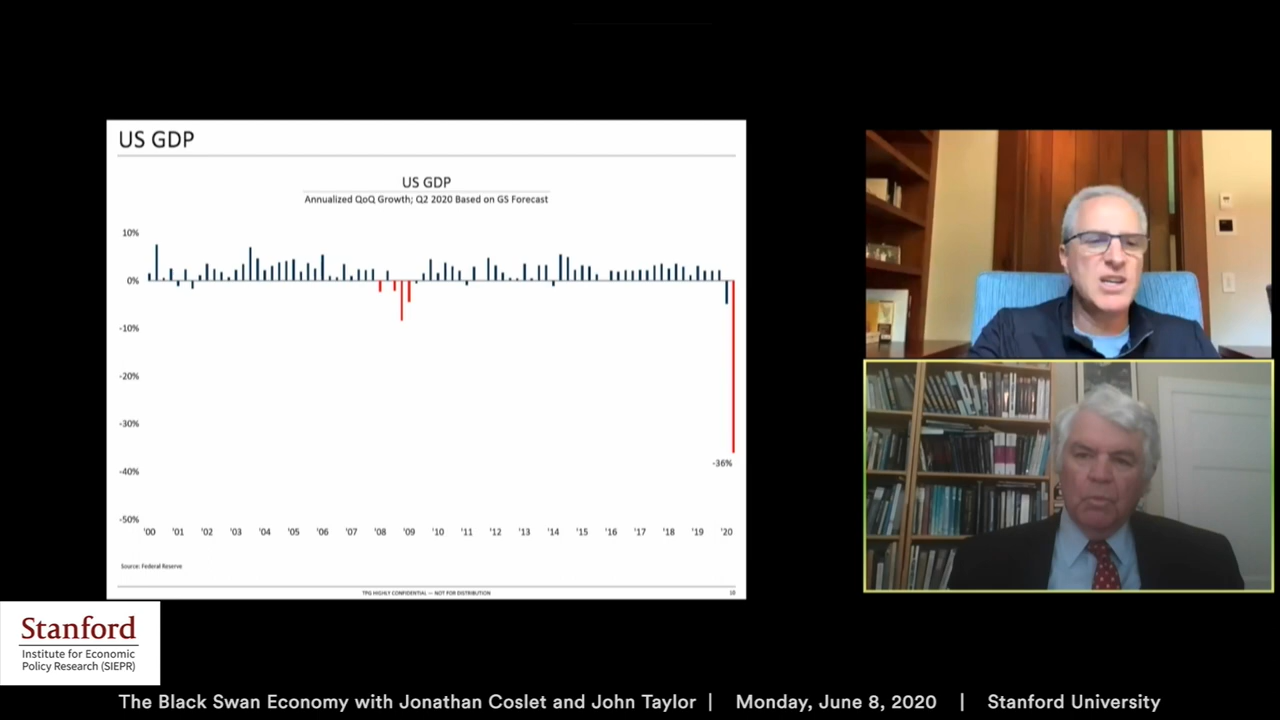 US GDP
US GDP
Annualized QoQ Growth; Q2 2020 Based on GS Forecast
10%
0%
-10%
-20%
-30%
-36%
-40%
-50%
'00 '01 '02 '03 '04 '05 '06 '07 '08 '09 '10 '11 '12 '13 '14 '15 '16 '17 '18 '19 '20
Source: Federal Reserve
TPG HIGHLY CONFIDENTIAL — NOT FOR DISTRIBUTION 10
Stanford
Institute for Economic
Policy Research (SIEPR)
The Black Swan Economy with Jonathan Coslet and John Taylor | Monday, June 8, 2020 | Stanford University